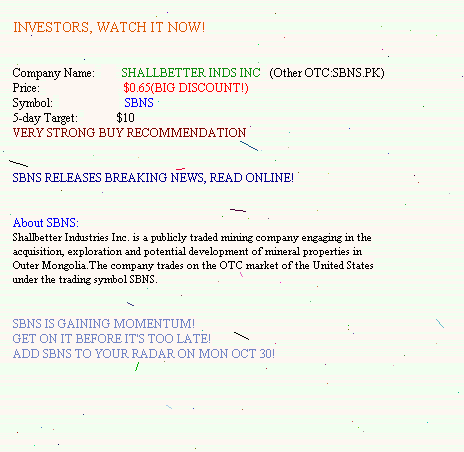 INVESTORS, WATCH IT NOW!
Company Name: SHALLBETTER INDS INC (Other OTC:SBNS.PK)
Price: $0.65(BIG DISCOUNT!)
Symbol: SBNS
5-day Target: $10
VERY STRONG BUY RECOMMENDATION
SBNS RELEASES BREAKING NEWS, READ ONLINE!
About SBNS:
Shallbetter Industries Inc. is a publicly traded mining company engaging in the
acquisition, exploration and potential development of mineral properties in
Outer Mongolia.The company trades on the OTC market of the United States
under the trading symbol SBNS.
SBNS IS GAINING MOMENTUM!
GET ON IT BEFORE IT'S TOO LATE!
ADD SBNS TO YOUR RADAR ON MON OCT 30!